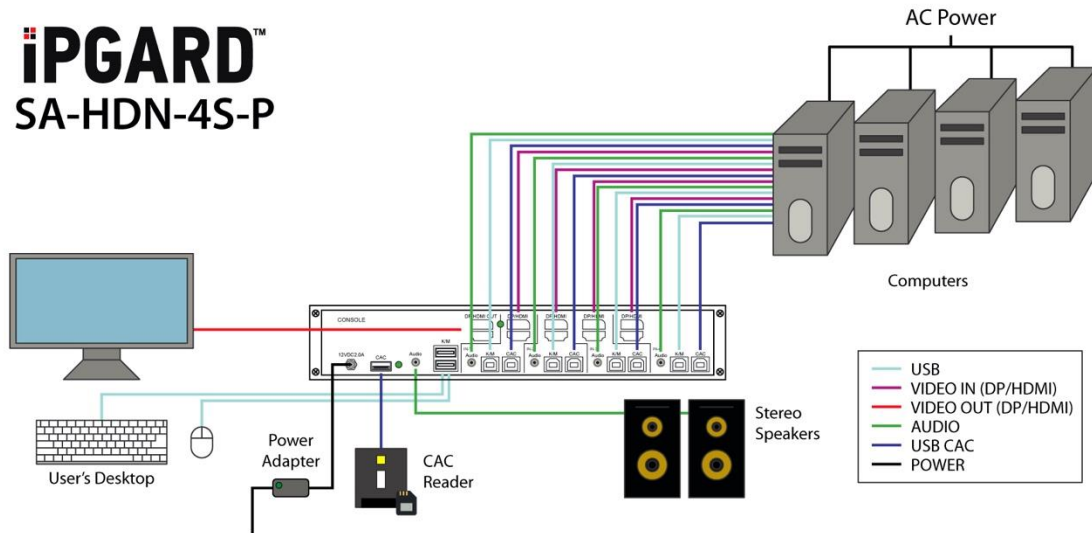 iPGARD™
SA-HDN-4S-P
AC Power
Computers
CONSOLE
DP/HDMI OUT
DP/HDMI
DP/HDMI
DP/HDMI
DP/HDMI
K/M
12VDC2.0A
CAC
Audio
Audio
K/M
CAC
Audio
K/M
CAC
Audio
K/M
CAC
Audio
K/M
CAC
USB
VIDEO IN (DP/HDMI)
VIDEO OUT (DP/HDMI)
AUDIO
USB CAC
POWER
Stereo
Speakers
User's Desktop
Power
Adapter
CAC
Reader